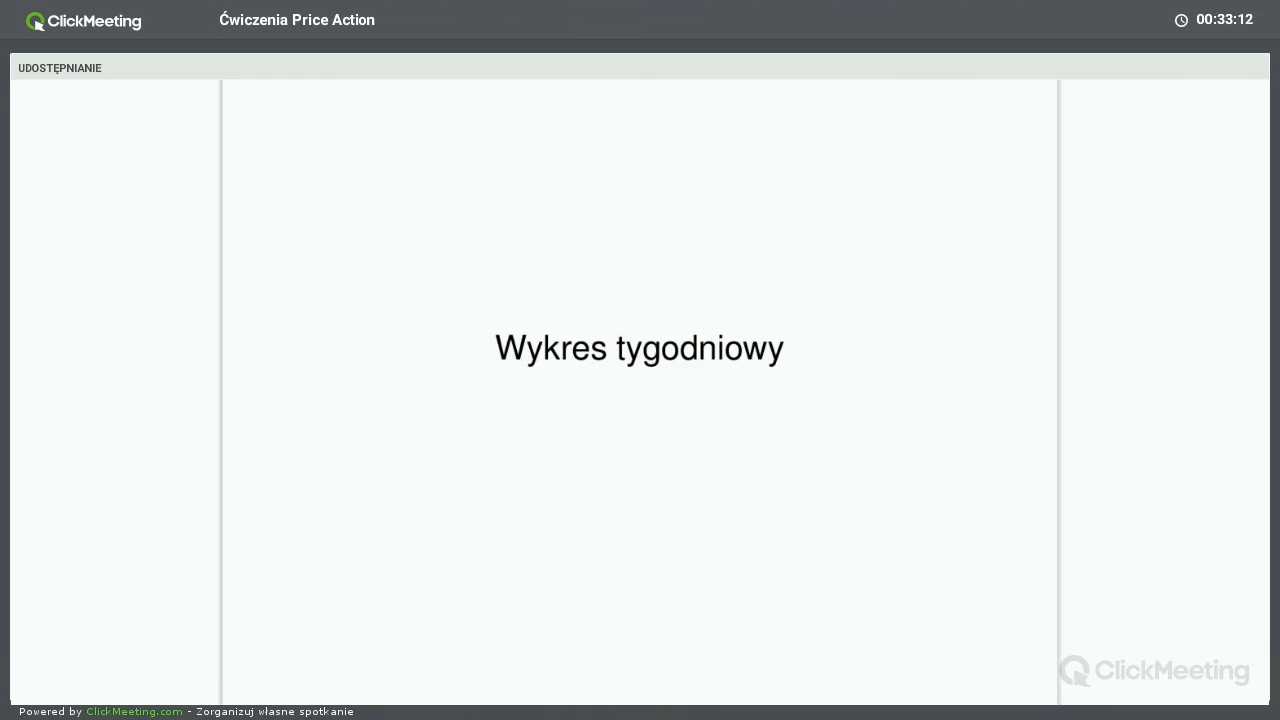 ClickMeeting
Ćwiczenia Price Action
00:33:12
UDOSTĘPNIANIE
Wykres tygodniowy
ClickMeeting
Powered by ClickMeeting.com - Zorganizuj własne spotkanie